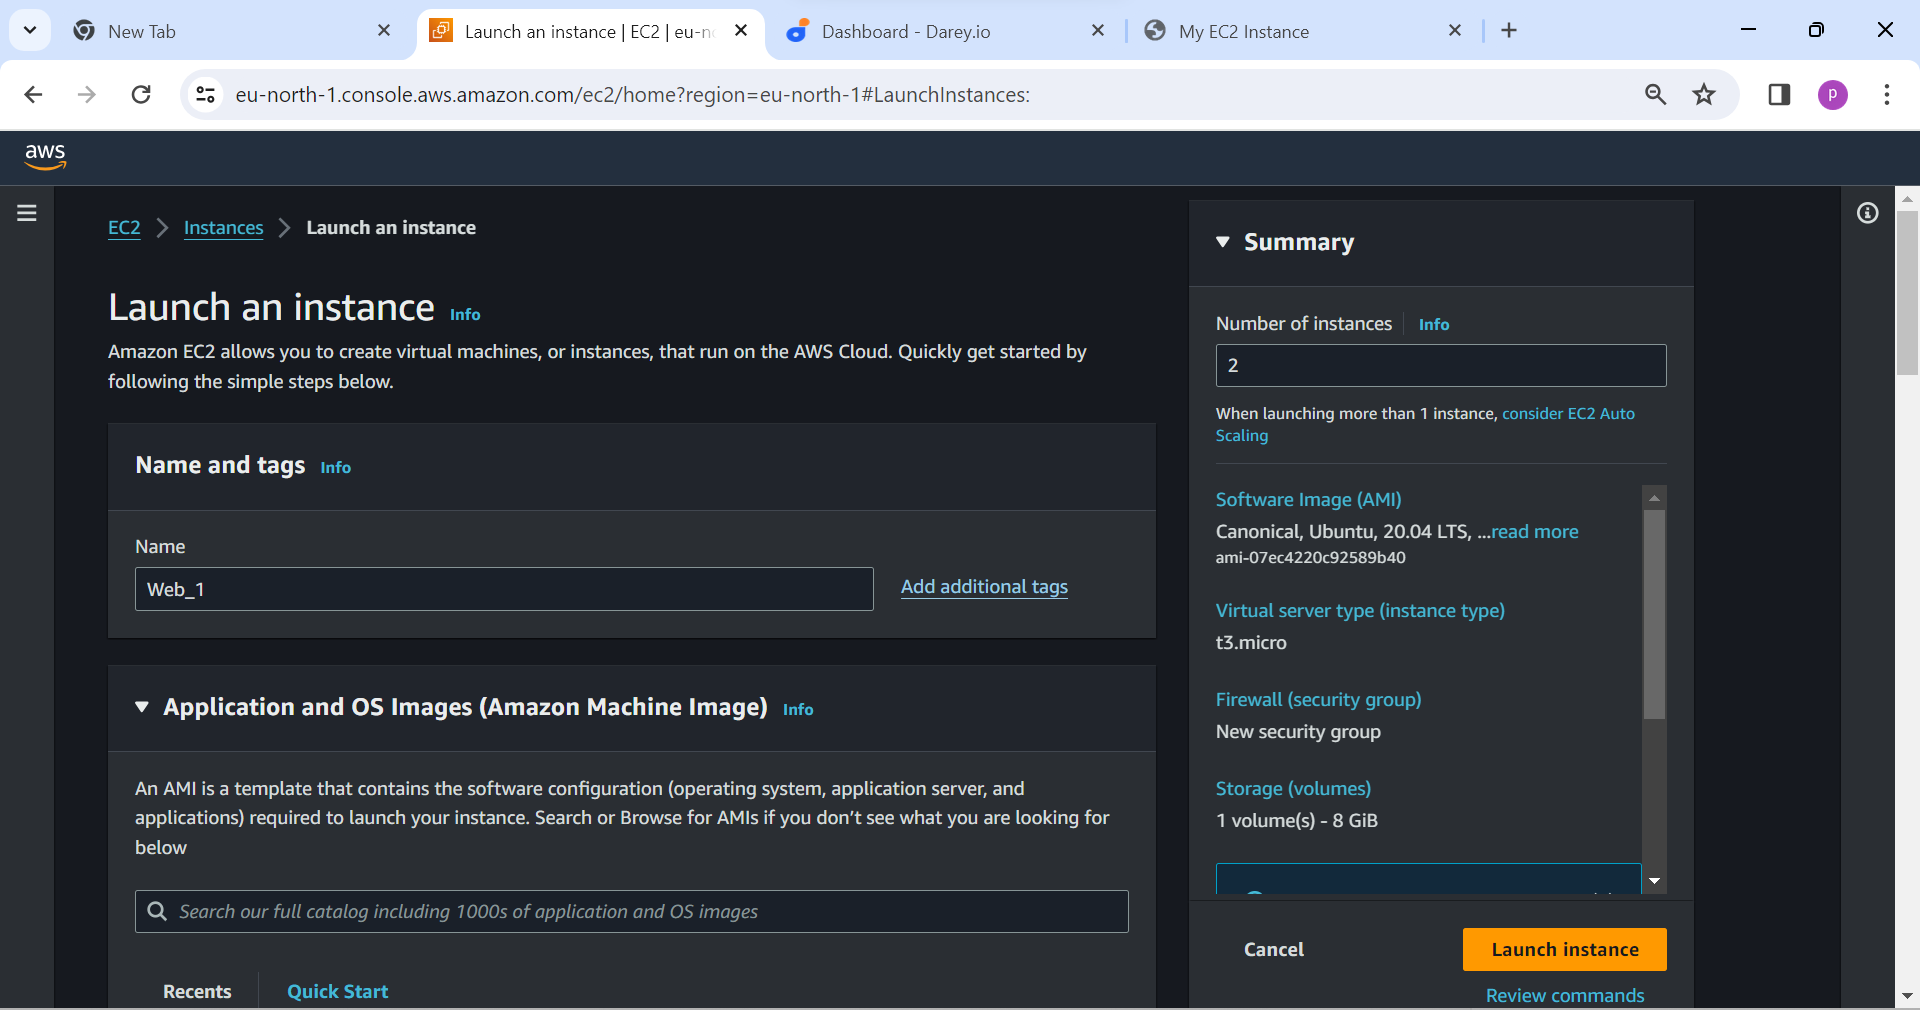 New Tab
Launch an instance | EC2 | eu-n
Dashboard - Darey.io
My EC2 Instance
eu-north-1.console.aws.amazon.com/ec2/home?region=eu-north-1#LaunchInstances:
p
aws
EC2 Instances Launch an instance
Launch an instance Info
Amazon EC2 allows you to create virtual machines, or instances, that run on the AWS Cloud. Quickly get started by
following the simple steps below.
Name and tags Info
Name
Web_1
Add additional tags
Application and OS Images (Amazon Machine Image) Info
An AMI is a template that contains the software configuration (operating system, application server, and
applications) required to launch your instance. Search or Browse for AMIs if you don’t see what you are looking for
below
Search our full catalog including 1000s of application and OS images
Recents
Quick Start
Summary
Number of instances Info
2
When launching more than 1 instance, consider EC2 Auto
Scaling
Software Image (AMI)
Canonical, Ubuntu, 20.04 LTS, ...read more
ami-07ec4220c92589b40
Virtual server type (instance type)
t3.micro
Firewall (security group)
New security group
Storage (volumes)
1 volume(s) - 8 GiB
Cancel
Launch instance
Review commands